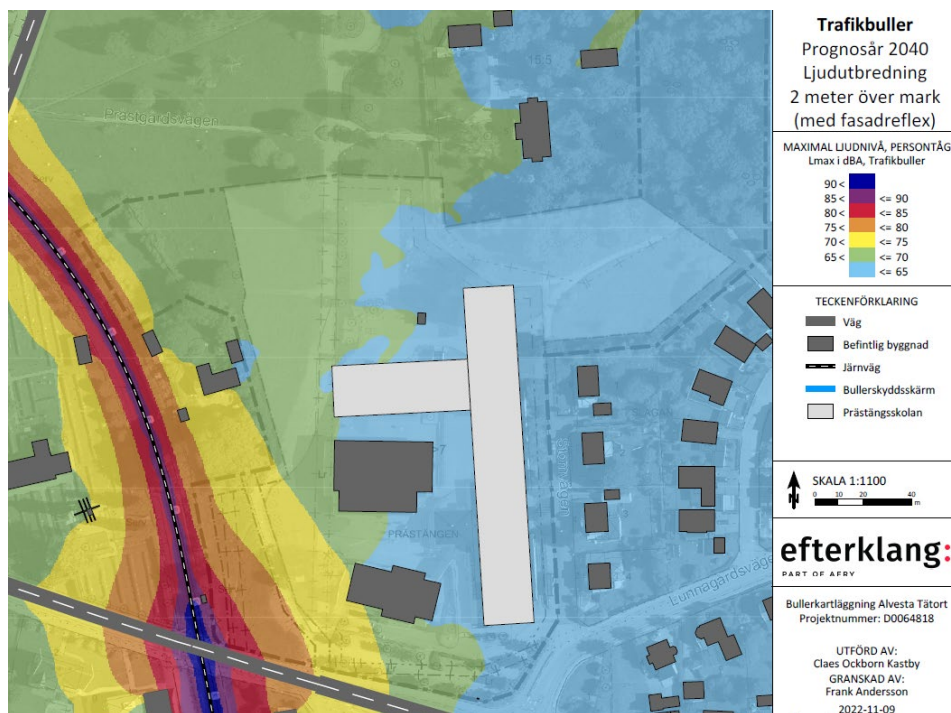 Trafikbuller
Prognosår 2040
Ljudutbredning
2 meter över mark
(med fasadreflex)
MAXIMAL LJUDNIVÅ, PERSONTÅG
Lmax i dBA, Trafikbuller
90 <
85 < <= 90
80 < <= 85
75 < <= 80
70 < <= 75
65 < <= 70
<= 65
TECKENFÖRKLARING
Väg
Befintlig byggnad
Järnväg
Bullerskyddsskärm
Prästängsskolan
N
SKALA 1:1100
0 10 20 40
m
efterklang:
PART OF AFRY
Bullerkartläggning Alvesta Tätort
Projektnummer: D0064818
UTFÖRD AV:
Claes Ockborn Kastby
GRANSKAD AV:
Frank Andersson
2022-11-09
Prästgårdsvägen
PRÄSTÄNGEN
Lunnagårdsväg